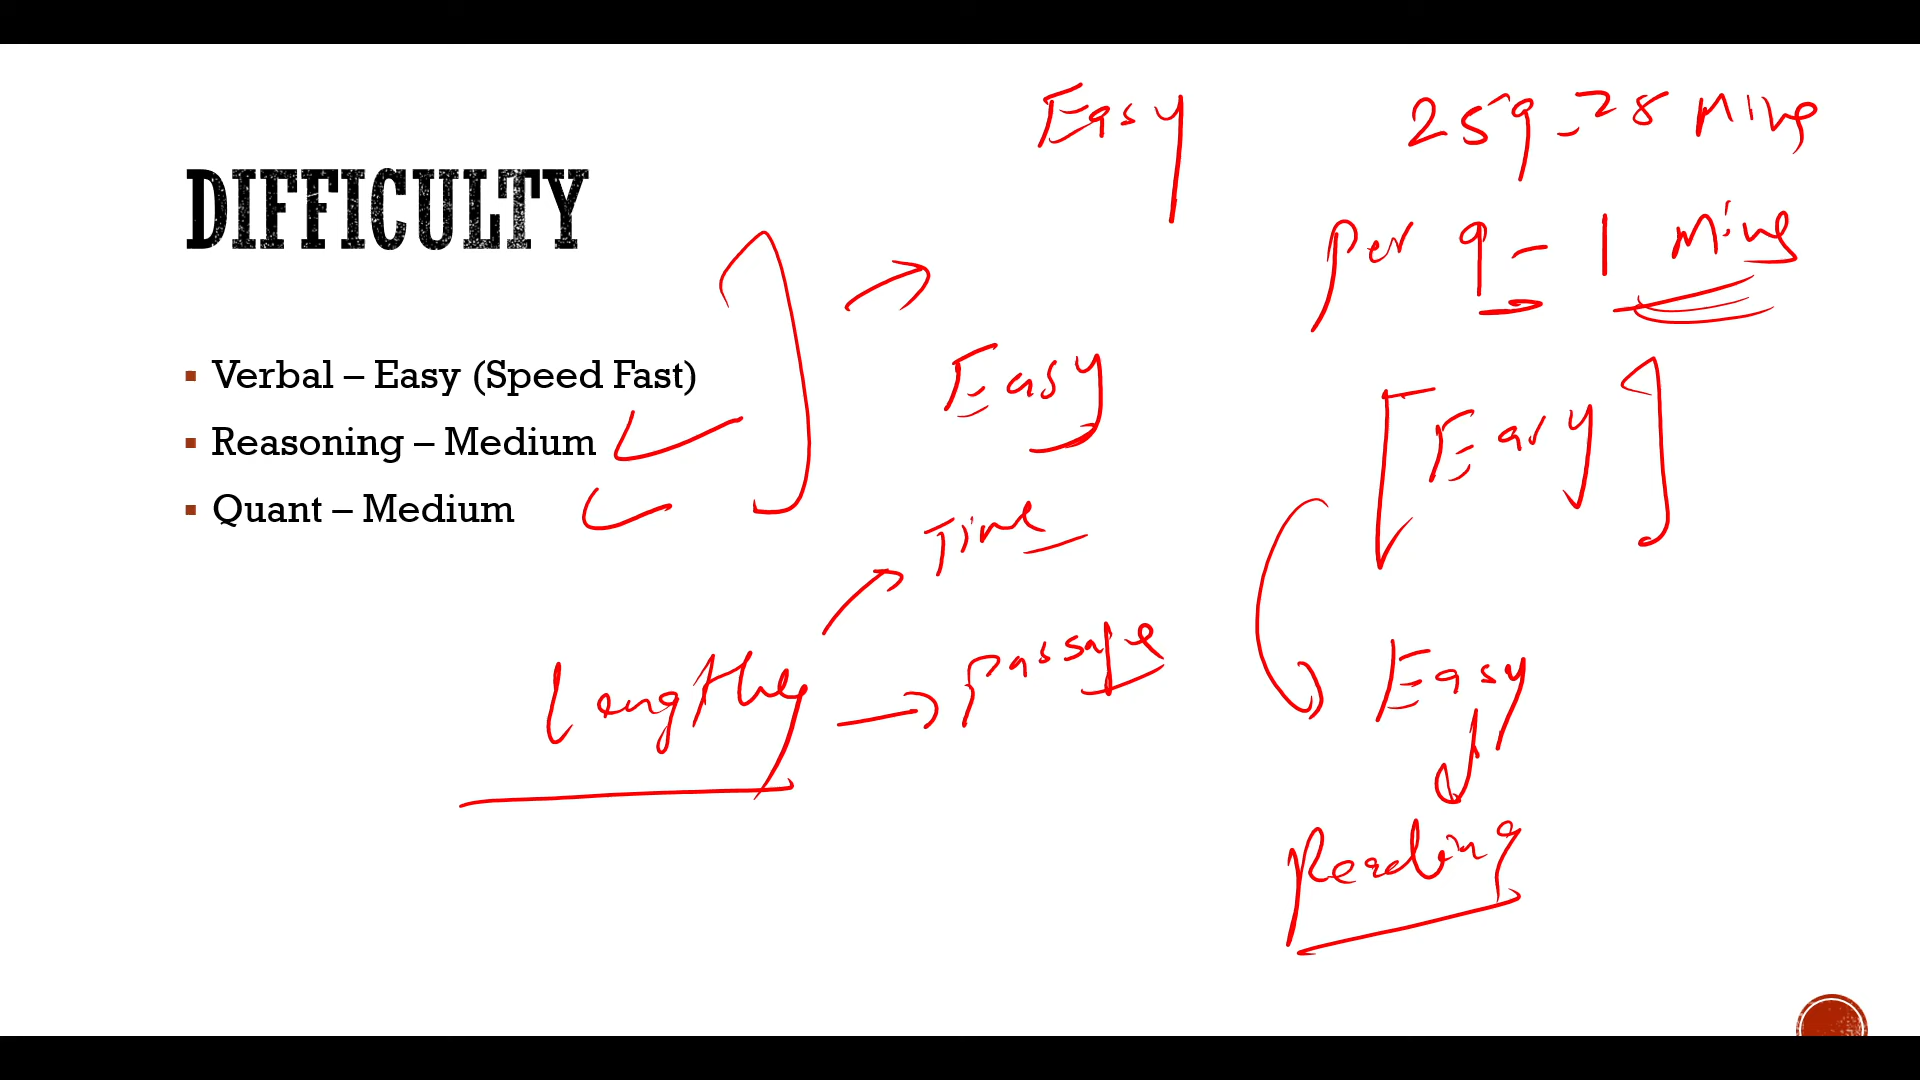 DIFFICULTY
Verbal – Easy (Speed Fast)
Reasoning – Medium
Quant – Medium
Easy
25q - 28 Mins
per q - 1 Mins
Easy
Easy
Time
Lengthy
Passage
Easy
Reading